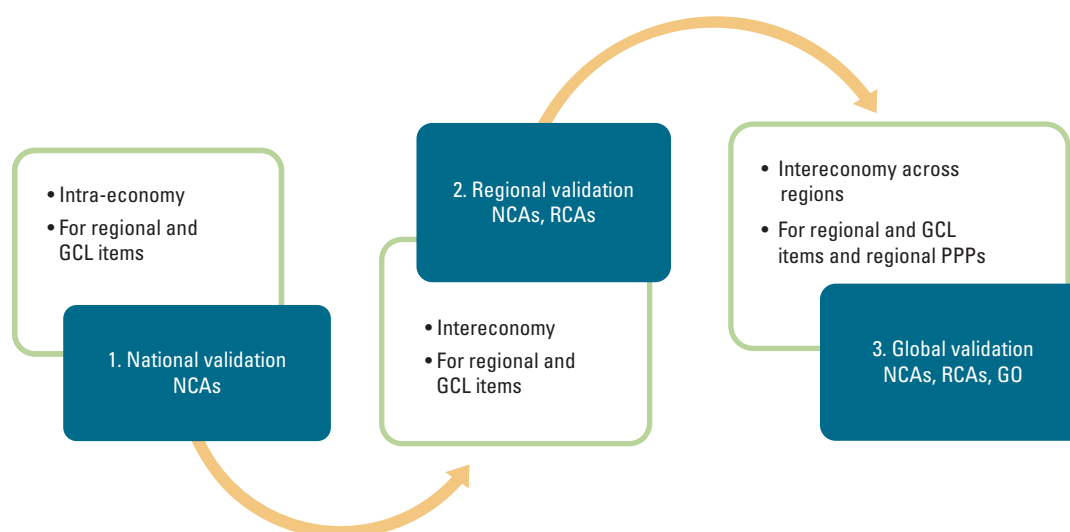 • Intra-economy
• For regional and
GCL items
1. National validation
NCAs
2. Regional validation
NCAs, RCAs
• Intereconomy
• For regional and
GCL items
• Intereconomy across
regions
• For regional and GCL
items and regional PPPs
3. Global validation
NCAs, RCAs, GO